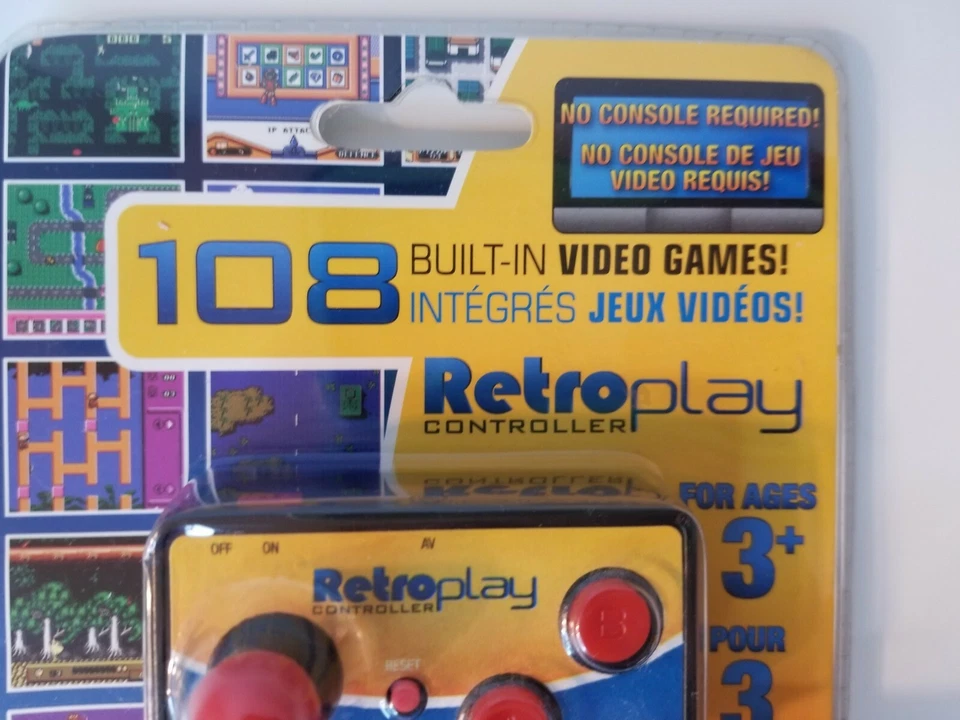 NO CONSOLE REQUIRED!
NO CONSOLE DE JEU
VIDEO REQUIS!
108
BUILT-IN VIDEO GAMES!
INTÉGRÉS JEUX VIDÉOS!
Retroplay
CONTROLLER
FOR AGES
3+
POUR
3
OFF ON AV
Retroplay
CONTROLLER
B
RESET